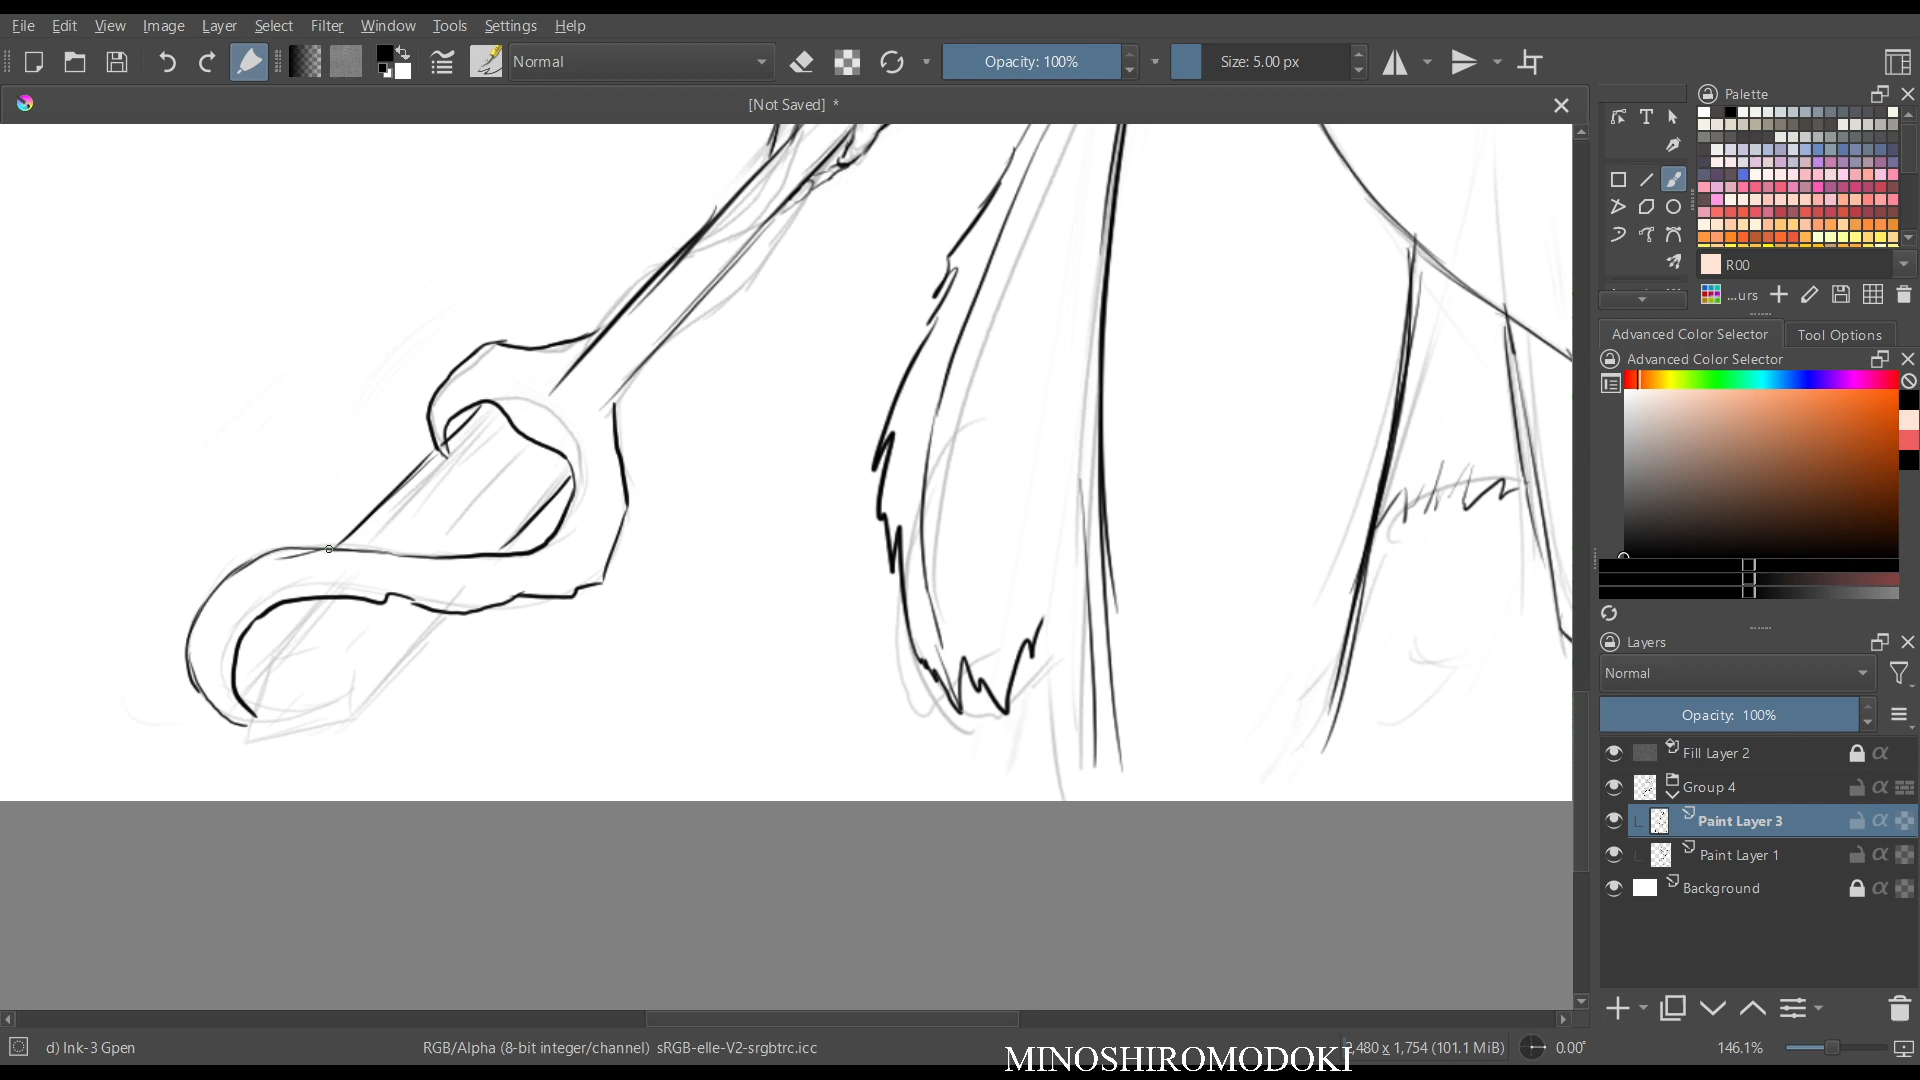 File Edit View Image Layer Select Filter Window Tools Settings Help
Normal
Opacity: 100%
Size: 5.00 px
[Not Saved] *
Palette
R00
...urs
Advanced Color Selector
Tool Options
Advanced Color Selector
Layers
Normal
Opacity: 100%
Fill Layer 2
Group 4
Paint Layer 3
Paint Layer 1
Background
d) Ink-3 Gpen
RGB/Alpha (8-bit integer/channel) sRGB-elle-V2-srgbtrc.icc
2,480 x 1,754 (101.1 MiB)
0.00°
146.1%
MINOSHIROMODOKI